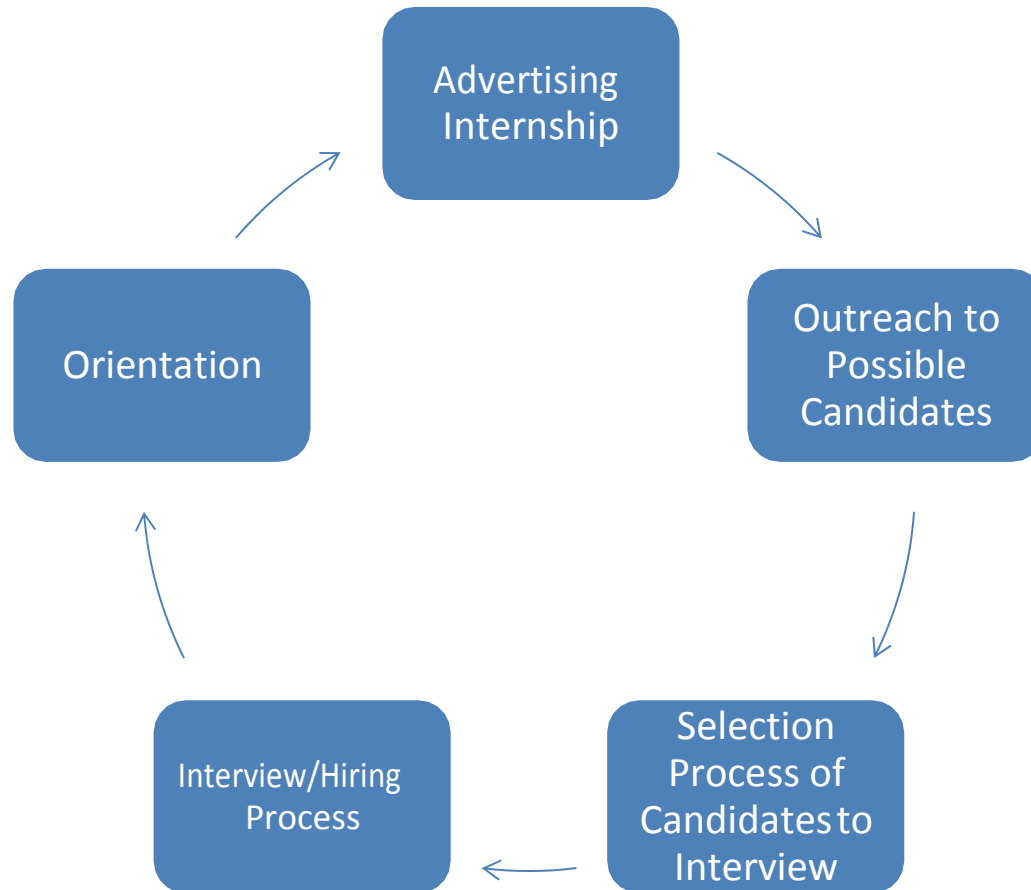 Advertising
Internship
Outreach to
Possible
Candidates
Selection
Process of
Candidates to
Interview
Interview/Hiring
Process
Orientation